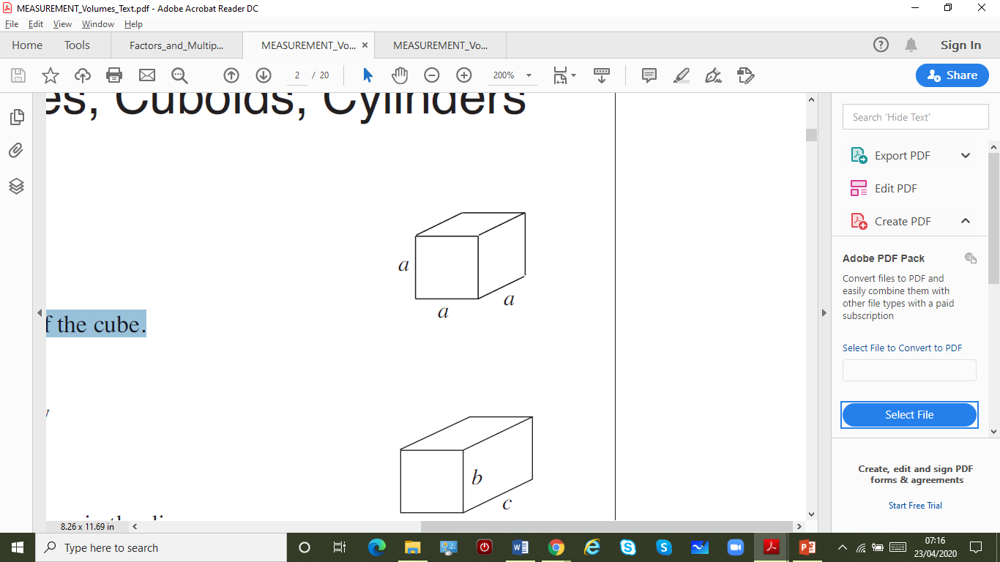 MEASUREMENT_Volumes_Text.pdf - Adobe Acrobat Reader DC
File Edit View Window Help
Home Tools Factors_and_Multip... MEASUREMENT_Vo... × MEASUREMENT_Vo... ? Sign In
2 / 20 200% Share
es, Cuboids, Cylinders
a
a
a
f the cube.
b
c
8.26 x 11.69 in
Search 'Hide Text'
Export PDF
Edit PDF
Create PDF
Adobe PDF Pack
Convert files to PDF and
easily combine them with
other file types with a paid
subscription
Select File to Convert to PDF
Select File
Create, edit and sign PDF
forms & agreements
Start Free Trial
Type here to search
07:16
23/04/2020